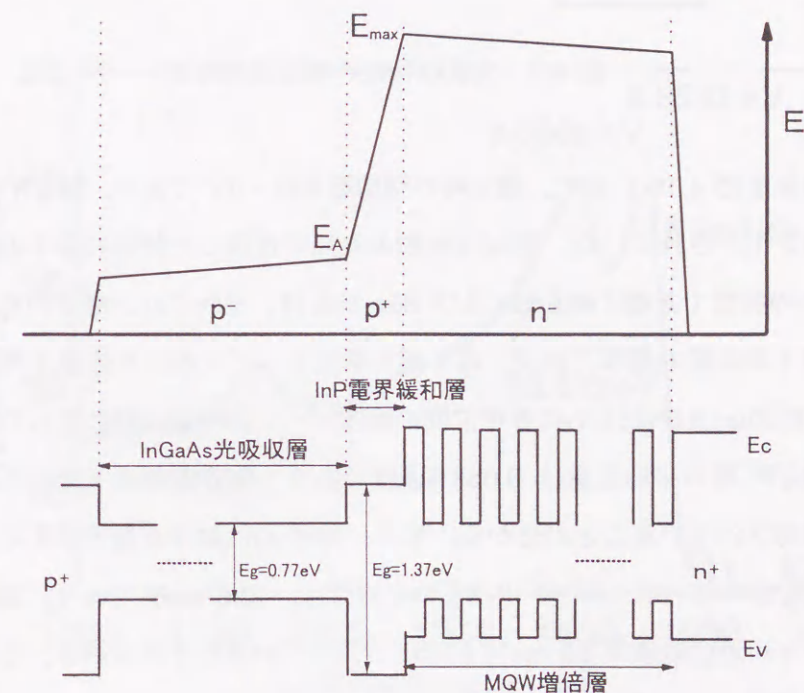 Emax
E
EA
p-
p+
n-
InP電界緩和層
InGaAs光吸収層
Ec
p+
Eg=0.77eV
Eg=1.37eV
n+
Ev
MQW増倍層